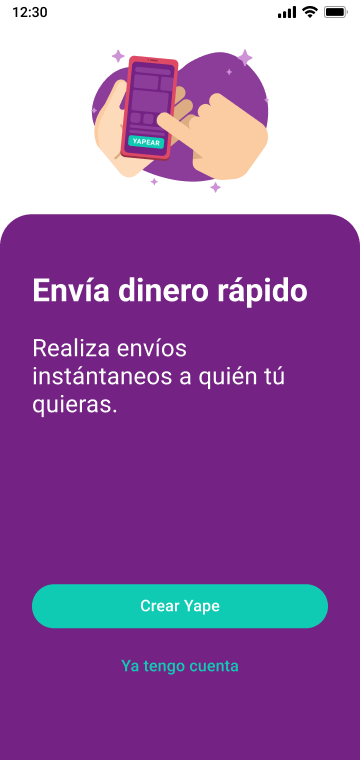 12:30
YAPEAR
Envía dinero rápido
Realiza envíos
instántaneos a quién tú
quieras.
Crear Yape
Ya tengo cuenta